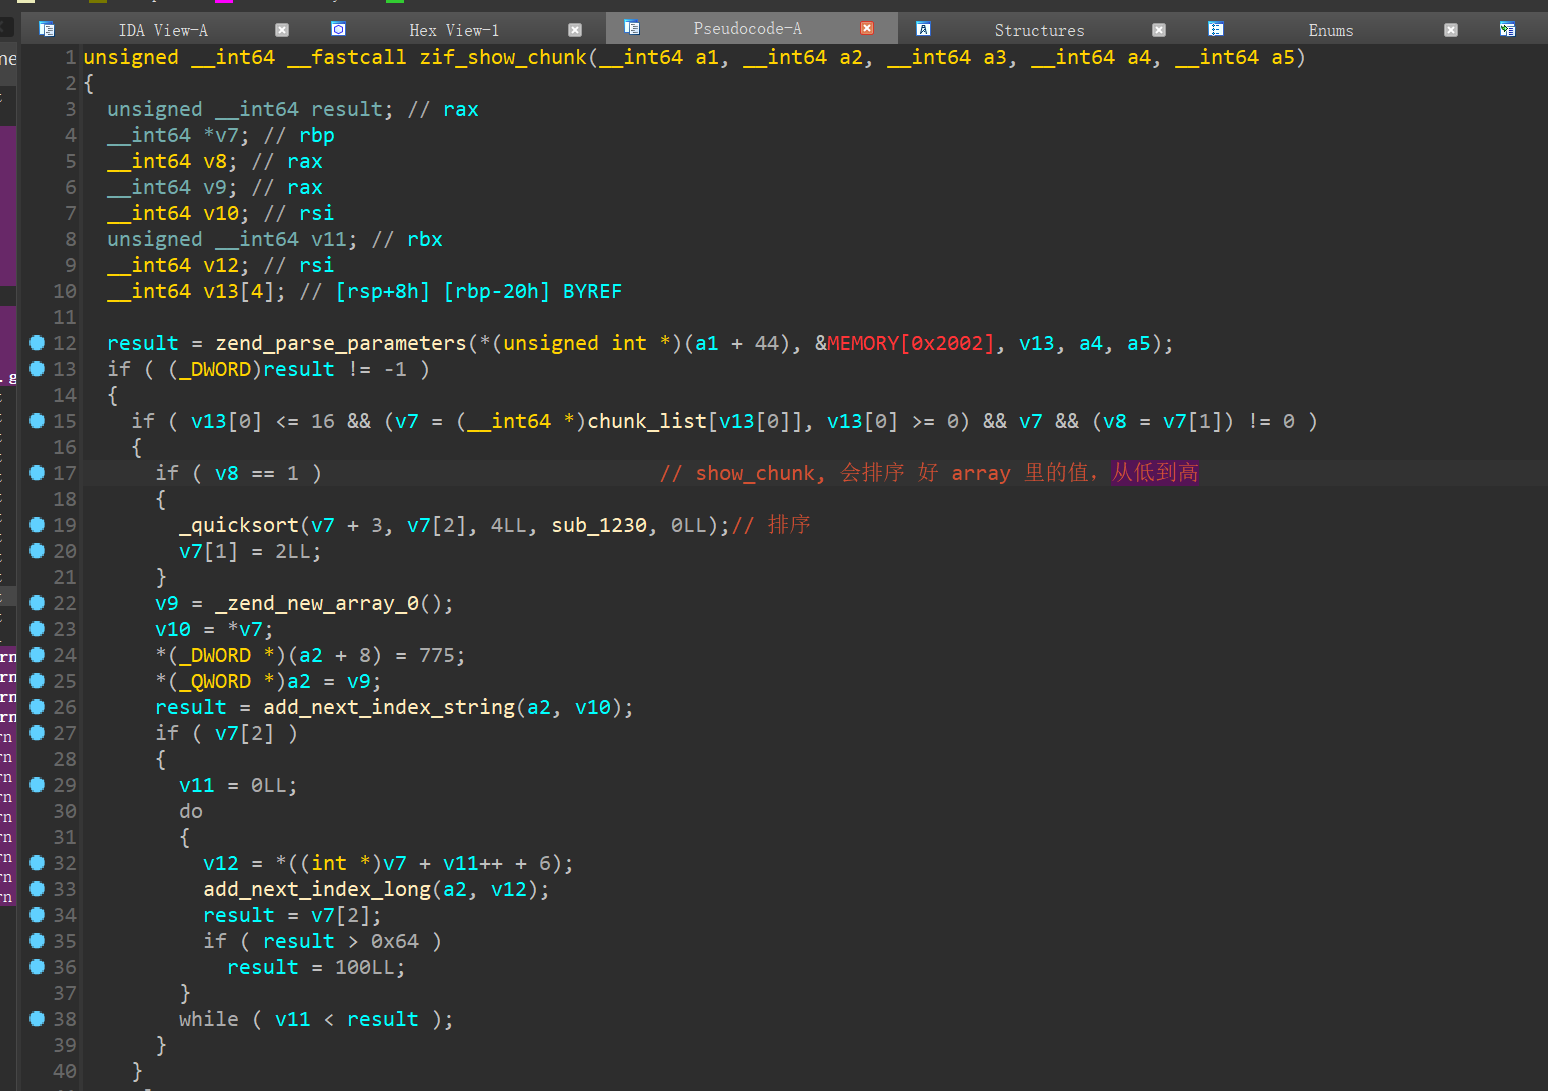 IDA View-A Hex View-1 Pseudocode-A Structures Enums
1 unsigned __int64 __fastcall zif_show_chunk(__int64 a1, __int64 a2, __int64 a3, __int64 a4, __int64 a5)
2 {
3   unsigned __int64 result; // rax
4   __int64 *v7; // rbp
5   __int64 v8; // rax
6   __int64 v9; // rax
7   __int64 v10; // rsi
8   unsigned __int64 v11; // rbx
9   __int64 v12; // rsi
10   __int64 v13[4]; // [rsp+8h] [rbp-20h] BYREF
11
12   result = zend_parse_parameters(*(unsigned int *)(a1 + 44), &MEMORY[0x2002], v13, a4, a5);
13   if ( (_DWORD)result != -1 )
14   {
15     if ( v13[0] <= 16 && (v7 = (__int64 *)chunk_list[v13[0]], v13[0] >= 0) && v7 && (v8 = v7[1]) != 0 )
16     {
17       if ( v8 == 1 ) // show_chunk, 会排序 好 array 里的值，从低到高
18       {
19         _quicksort(v7 + 3, v7[2], 4LL, sub_1230, 0LL);// 排序
20         v7[1] = 2LL;
21       }
22       v9 = _zend_new_array_0();
23       v10 = *v7;
24       *(_DWORD *)(a2 + 8) = 775;
25       *(_QWORD *)a2 = v9;
26       result = add_next_index_string(a2, v10);
27       if ( v7[2] )
28       {
29         v11 = 0LL;
30         do
31         {
32           v12 = *((int *)v7 + v11++ + 6);
33           add_next_index_long(a2, v12);
34           result = v7[2];
35           if ( result > 0x64 )
36             result = 100LL;
37         }
38         while ( v11 < result );
39       }
40     }